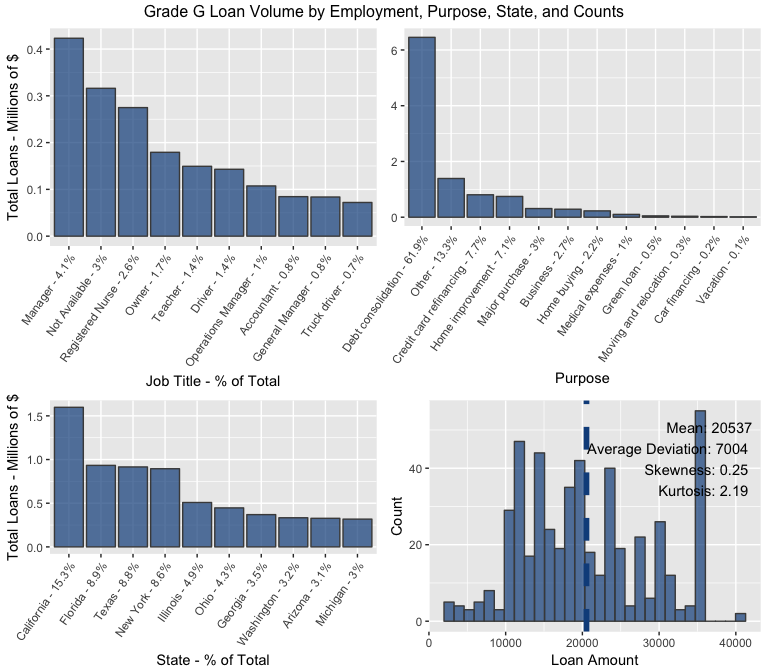 Grade G Loan Volume by Employment, Purpose, State, and Counts
Total Loans - Millions of $
0.4
0.3
0.2
0.1
0.0
Manager - 4.1%
Not Available - 3%
Registered Nurse - 2.6%
Owner - 1.7%
Teacher - 1.4%
Driver - 1.4%
Operations Manager - 1%
Accountant - 0.8%
General Manager - 0.8%
Truck driver - 0.7%
Job Title - % of Total
6
4
2
0
Debt consolidation - 61.9%
Other - 13.3%
Credit card refinancing - 7.7%
Home improvement - 7.1%
Major purchase - 3%
Business - 2.7%
Home buying - 2.2%
Medical expenses - 1%
Green loan - 0.5%
Moving and relocation - 0.3%
Car financing - 0.2%
Vacation - 0.1%
Purpose
Total Loans - Millions of $
1.5
1.0
0.5
0.0
California - 15.3%
Florida - 8.9%
Texas - 8.8%
New York - 8.6%
Illinois - 4.9%
Ohio - 4.3%
Georgia - 3.5%
Washington - 3.2%
Arizona - 3.1%
Michigan - 3%
State - % of Total
Count
40
20
0
Mean: 20537
Average Deviation: 7004
Skewness: 0.25
Kurtosis: 2.19
0
10000
20000
30000
40000
Loan Amount